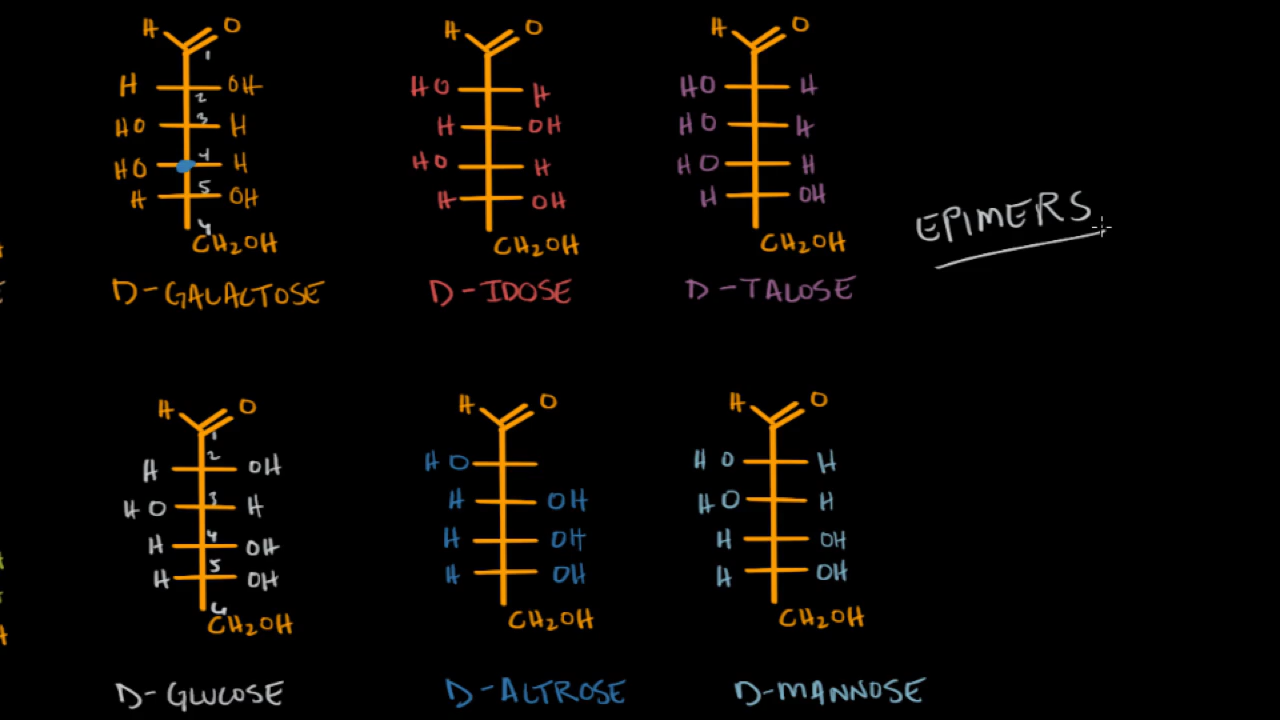 H O H O H O
1
H OH HO H HO H
2
HO 3 H H OH HO H
HO 4 H HO H HO H
H 5 OH H OH H OH
CH2OH CH2OH CH2OH
EPIMERS
D-GALACTOSE D-IDOSE D-TALOSE
H O H O H O
1
2
H OH HO HO H
HO 3 H H OH HO H
H 4 OH H OH H OH
H 5 OH H OH H OH
6
CH2OH CH2OH CH2OH
D-GLUCOSE D-ALTROSE D-MANNOSE